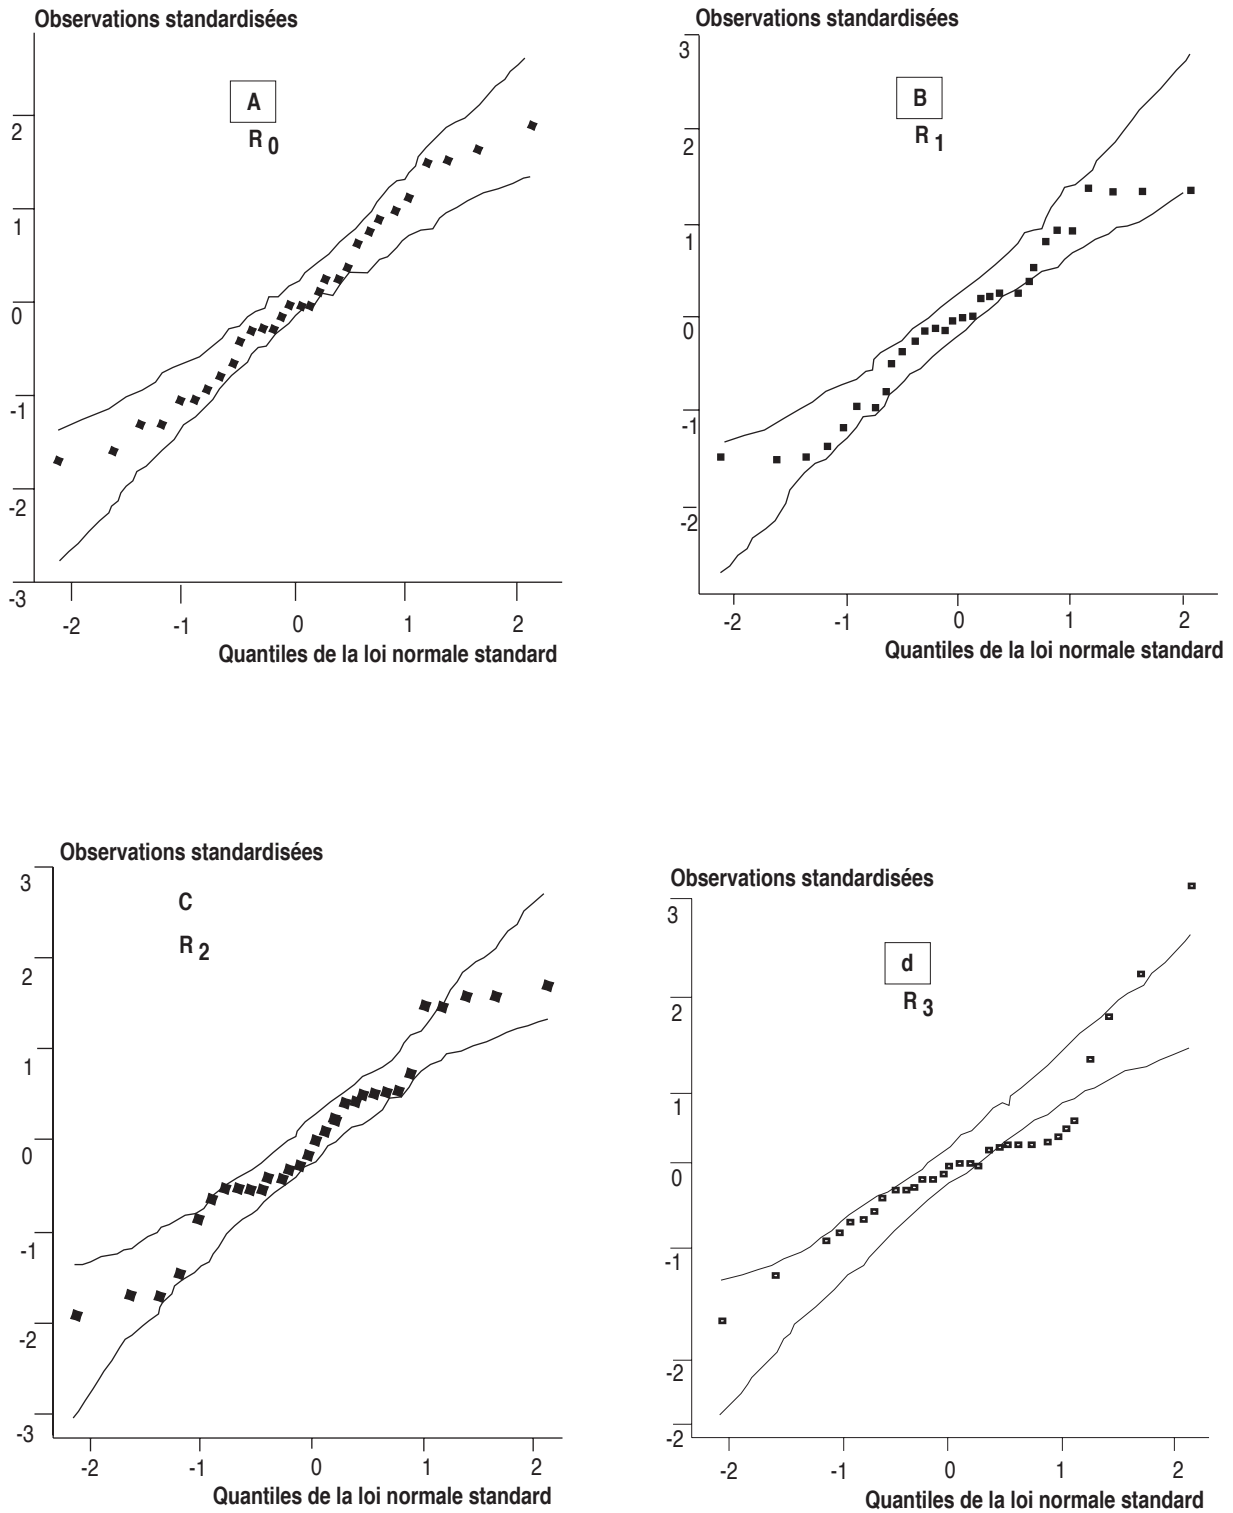 Observations standardisées
A
R 0
2
1
0
-1
-2
-3
-2
-1
0
1
2
Quantiles de la loi normale standard
Observations standardisées
3
B
R 1
2
1
0
-1
-2
-2
-1
0
1
2
Quantiles de la loi normale standard
Observations standardisées
3
C
R 2
2
1
0
-1
-2
-3
-2
-1
0
1
2
Quantiles de la loi normale standard
Observations standardisées
3
d
R 3
2
1
0
-1
-2
-2
-2
-1
0
1
2
Quantiles de la loi normale standard